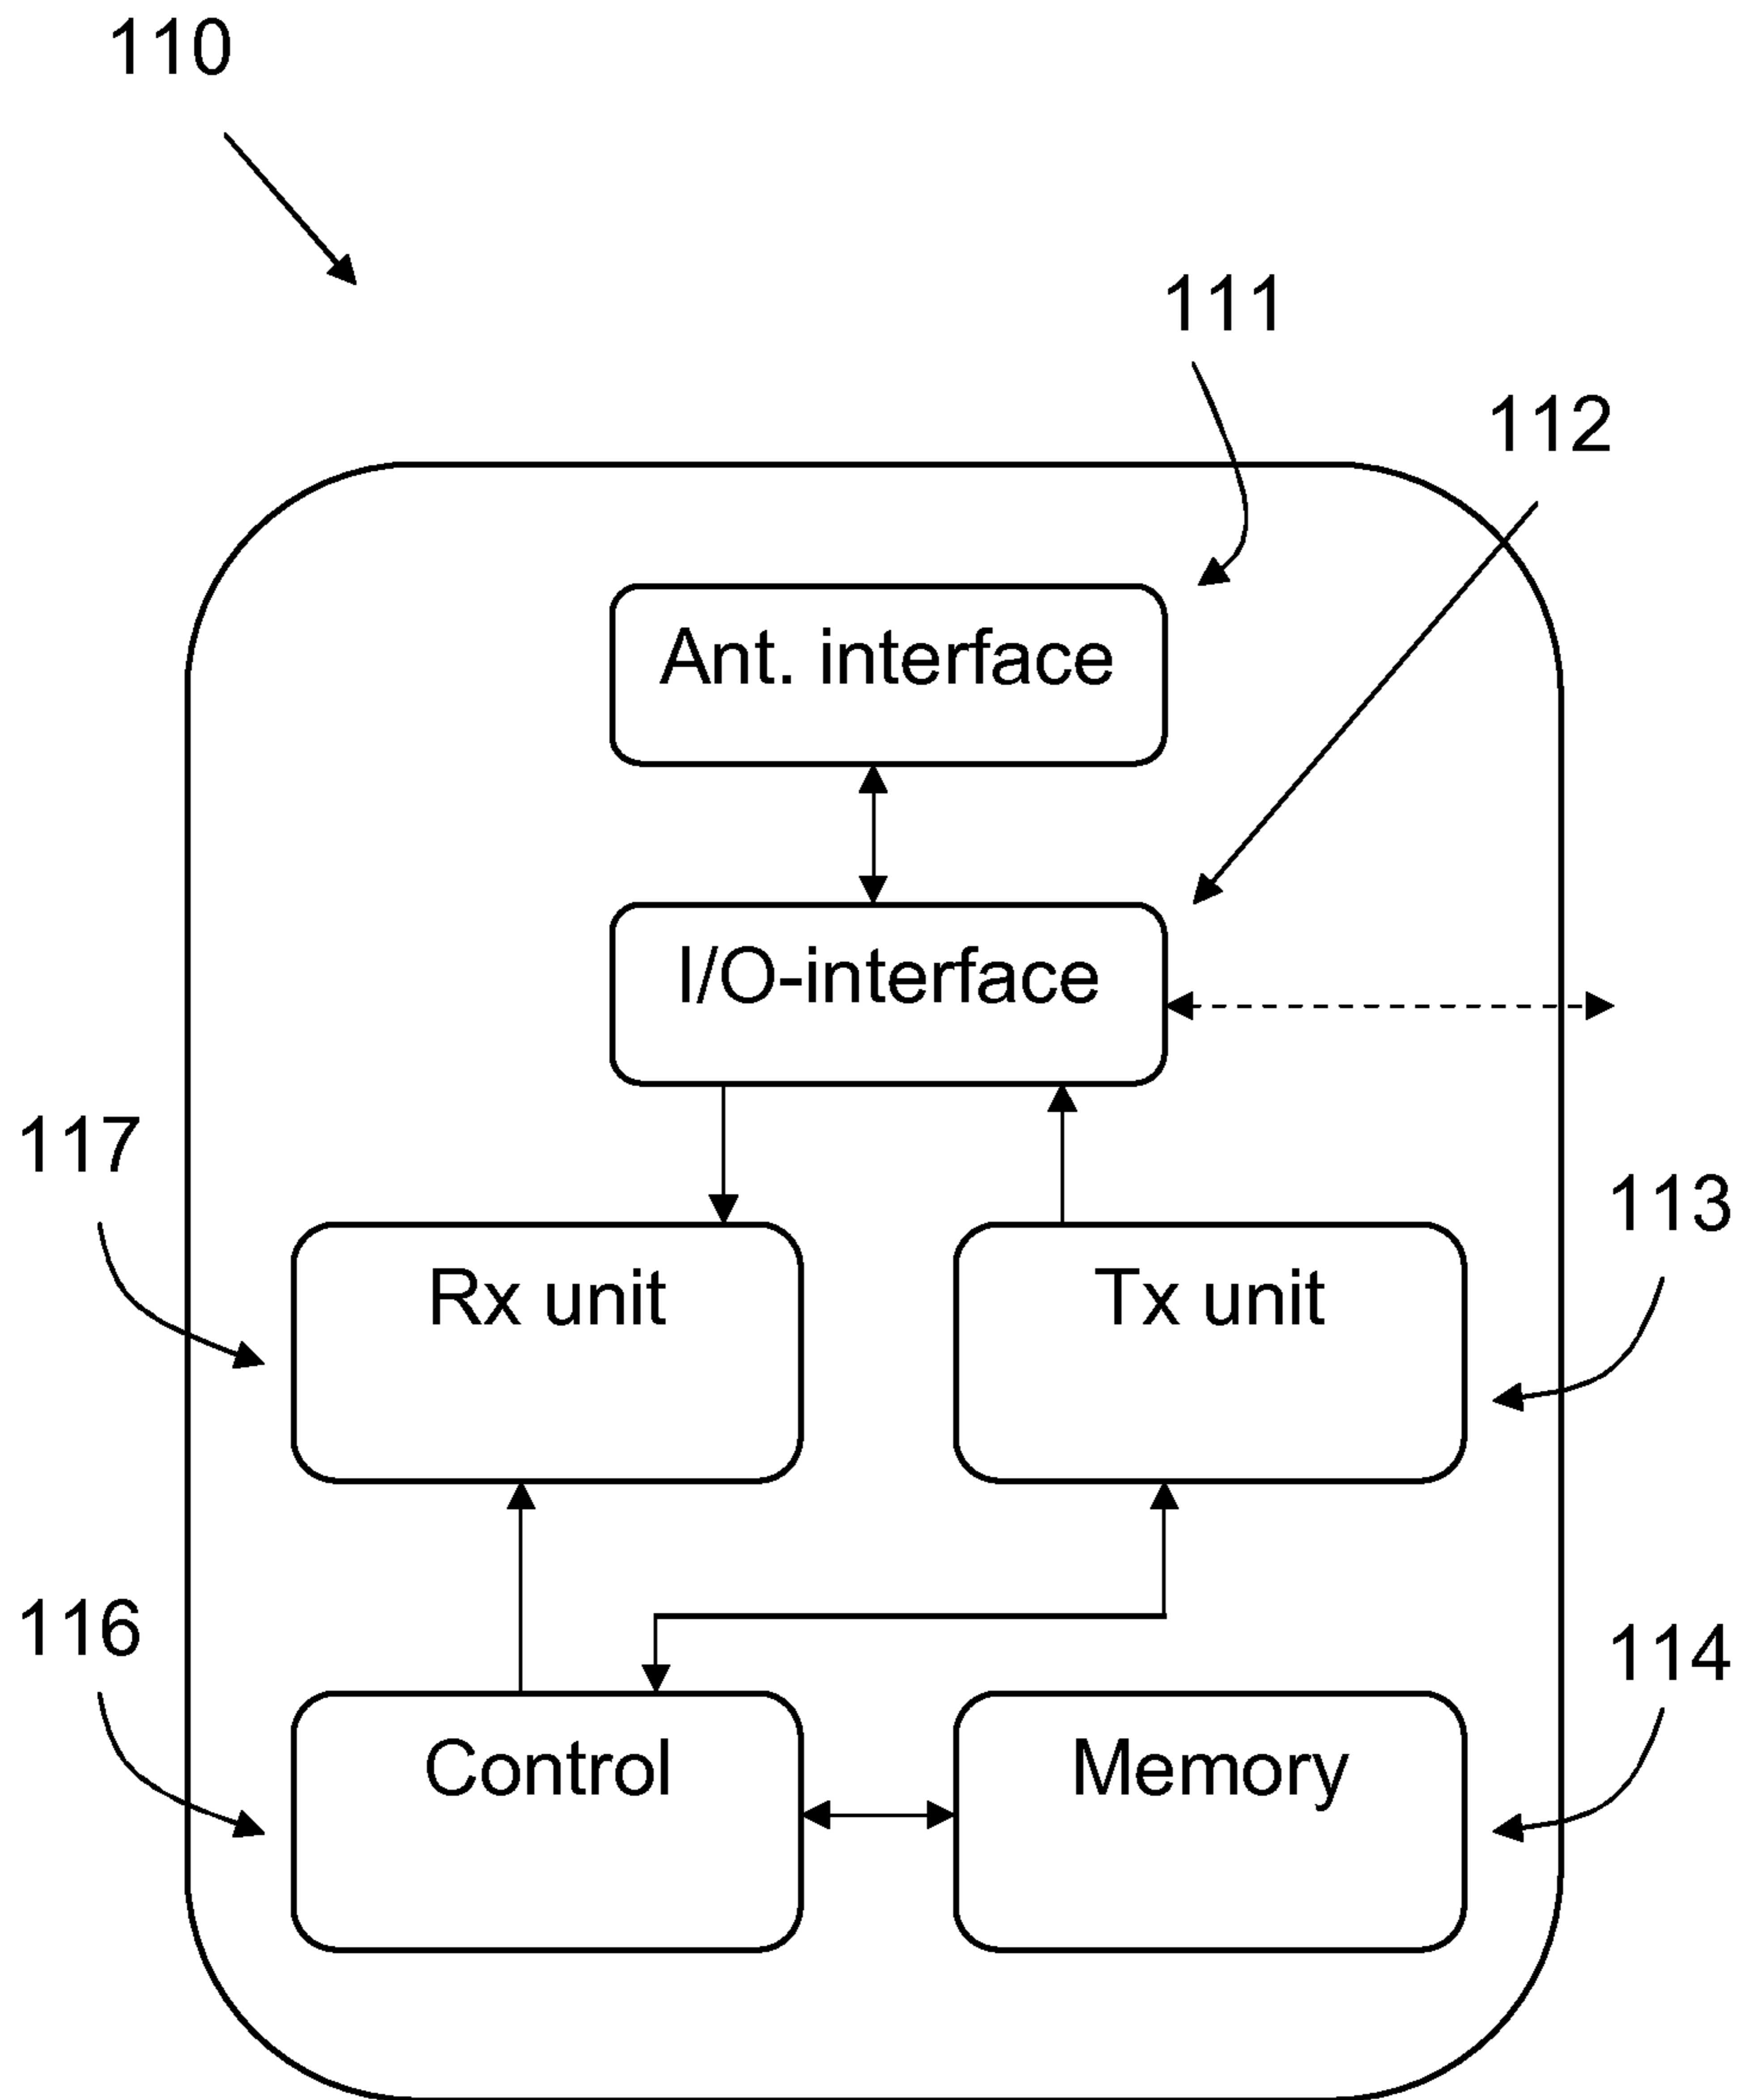 110
111
112
Ant. interface
I/O-interface
117
113
Rx unit
Tx unit
116
114
Control
Memory